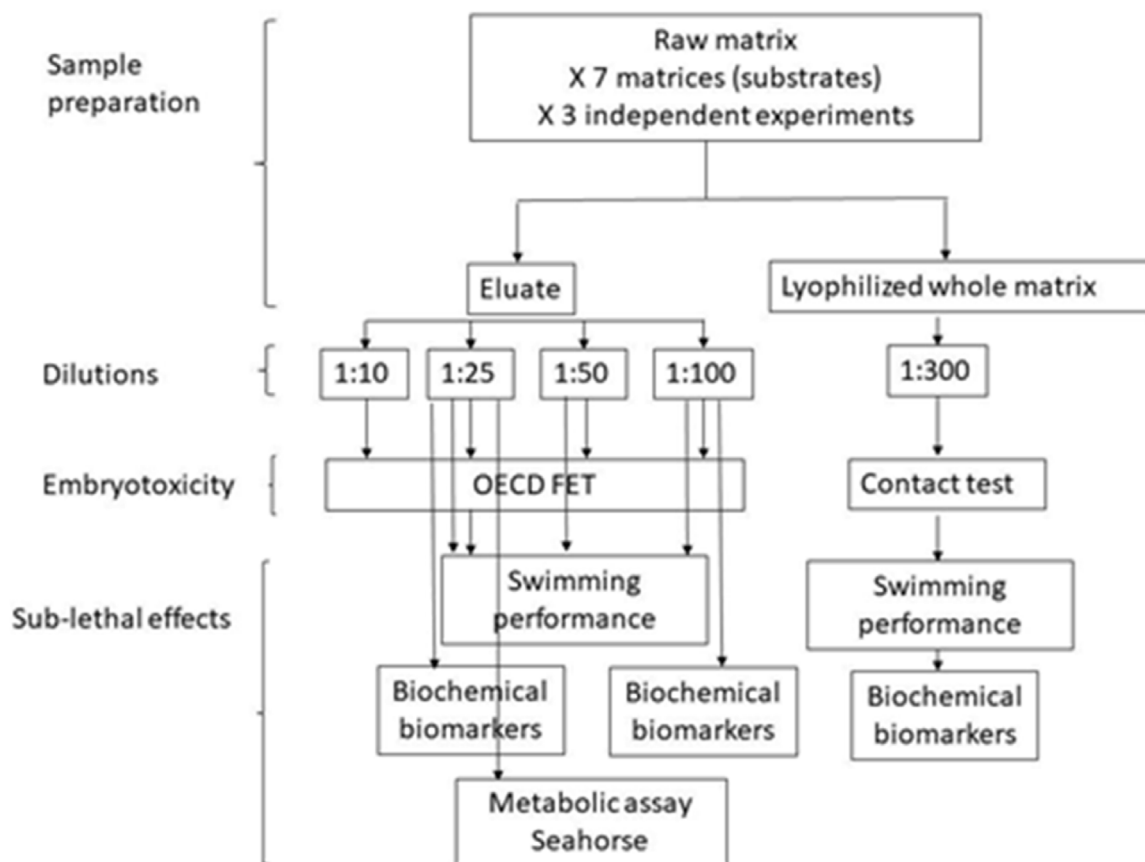 Sample
preparation
Raw matrix
X 7 matrices (substrates)
X 3 independent experiments
Eluate
Lyophilized whole matrix
Dilutions
1:10
1:25
1:50
1:100
1:300
Embryotoxicity
OECD FET
Contact test
Sub-lethal effects
Swimming
performance
Swimming
performance
Biochemical
biomarkers
Biochemical
biomarkers
Biochemical
biomarkers
Metabolic assay
Seahorse